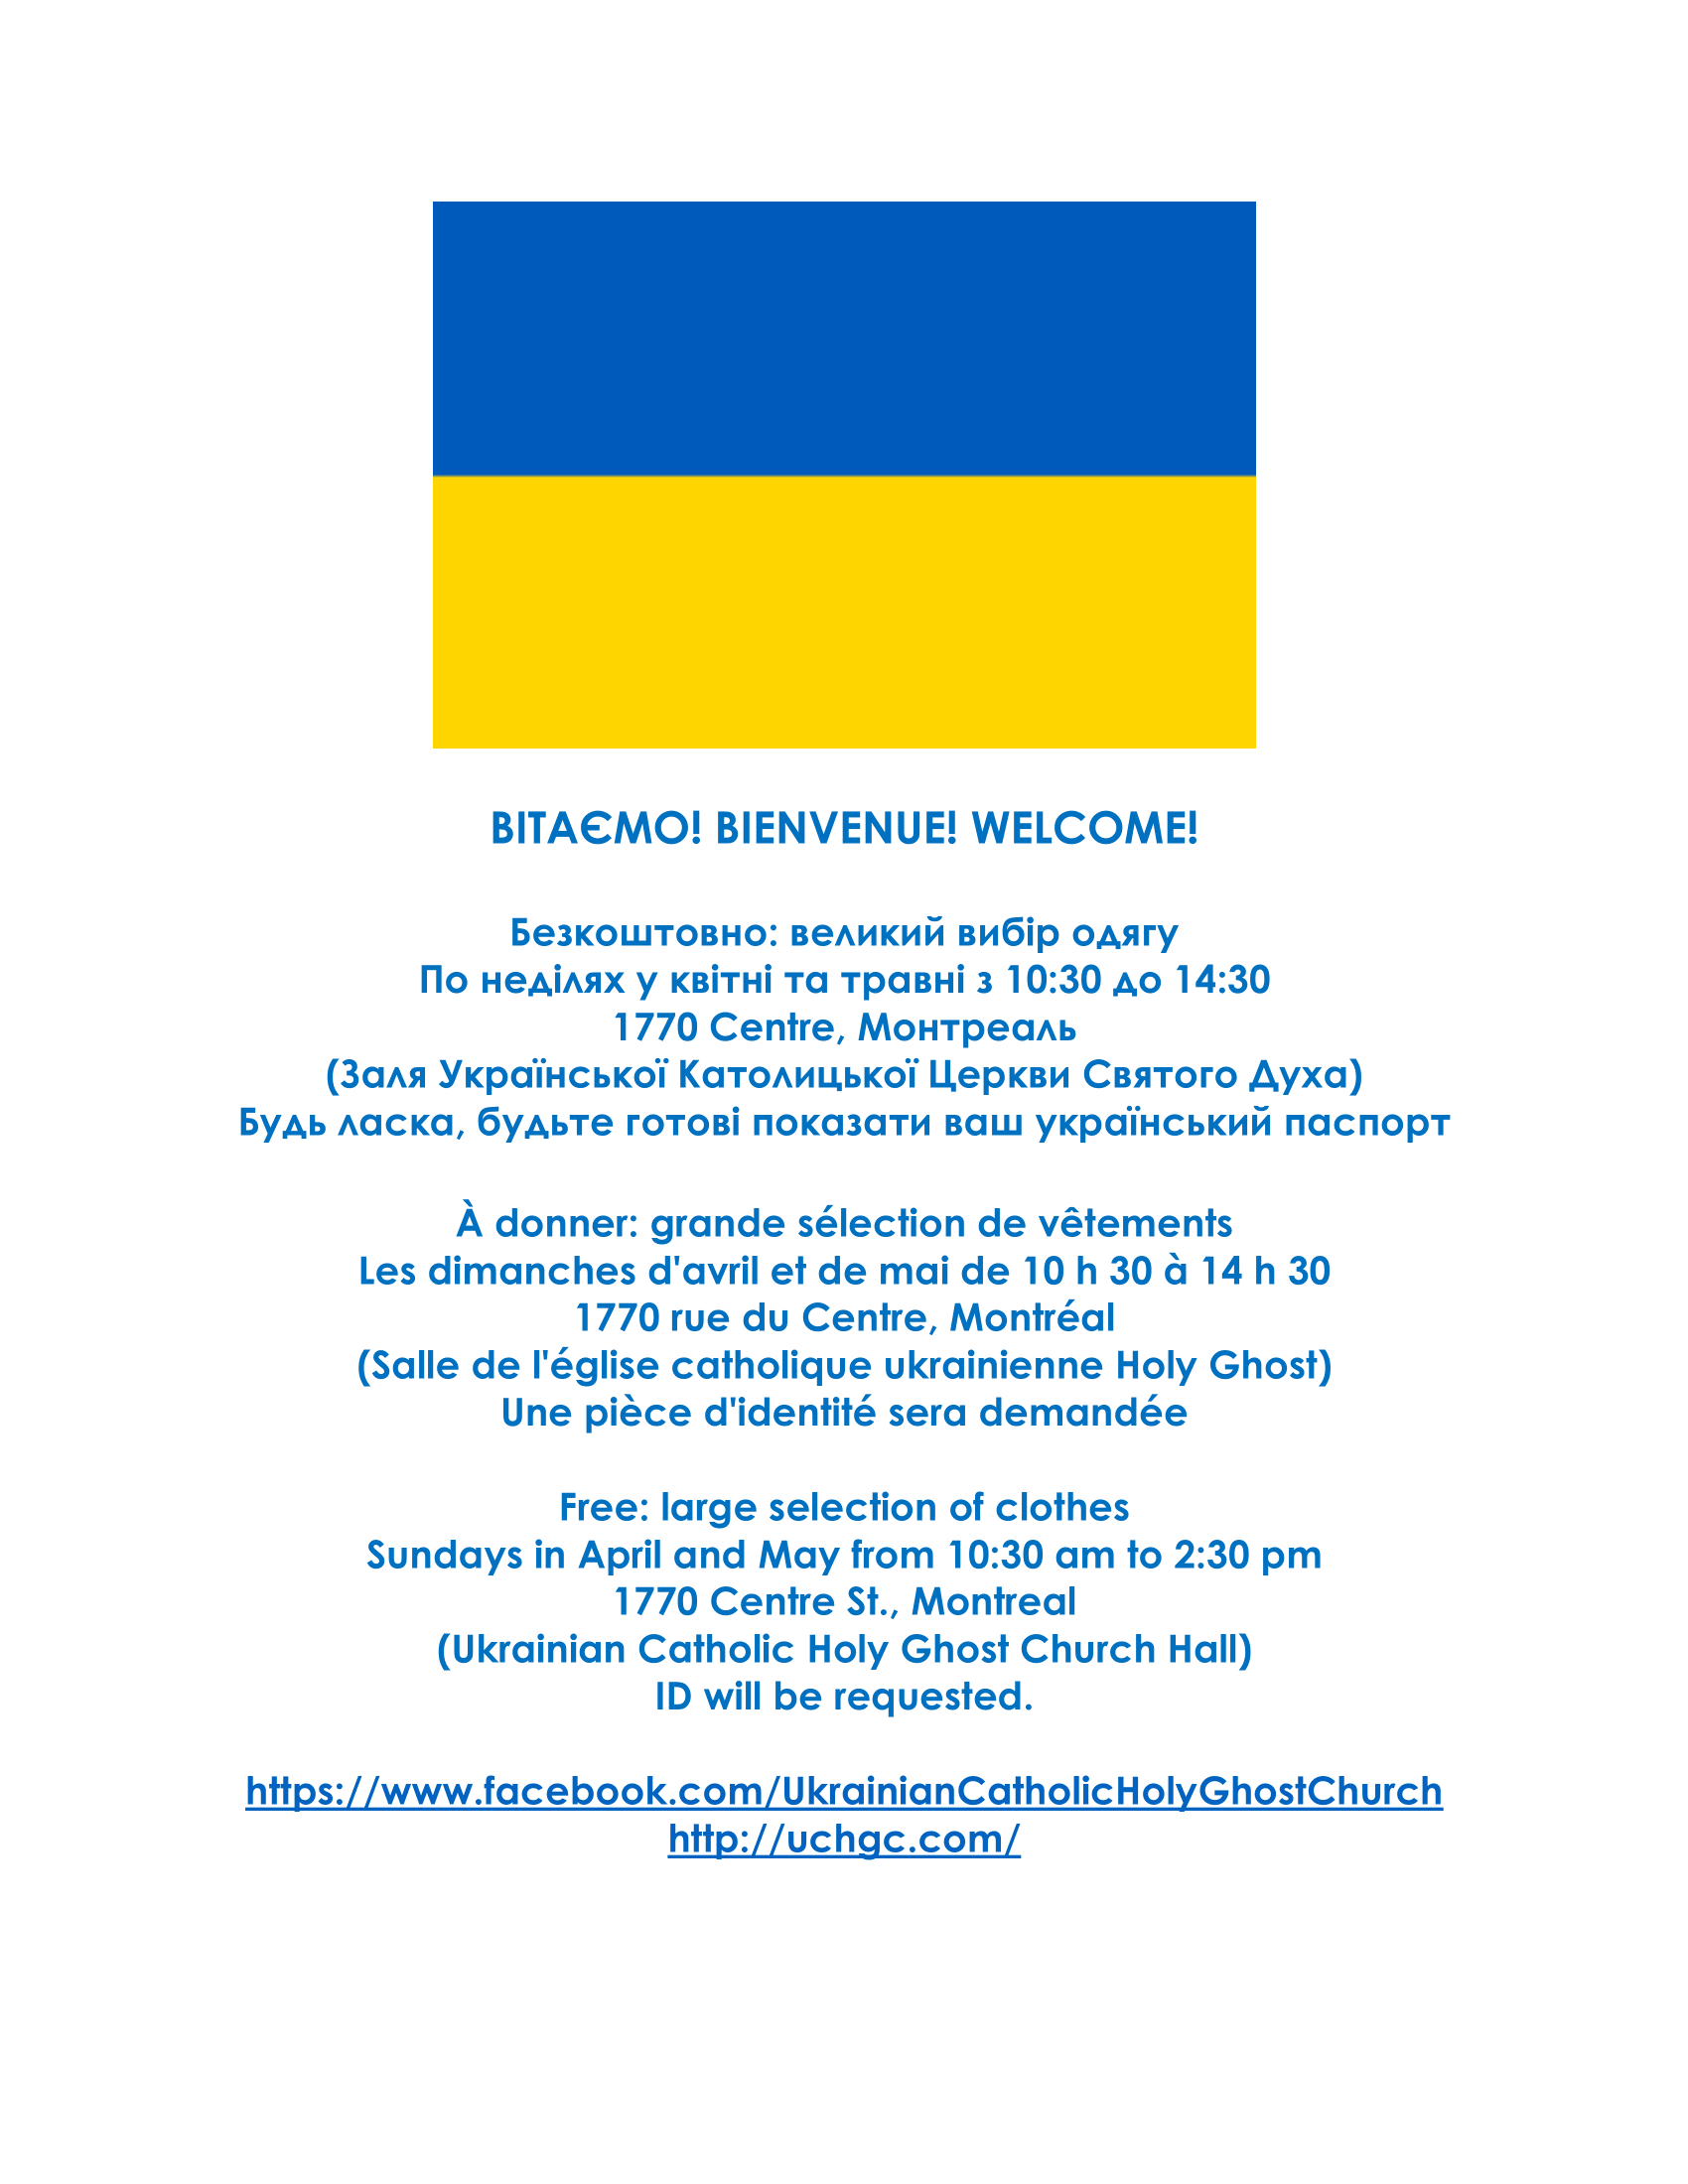 ВІТАЄМО! BIENVENUE! WELCOME!
Безкоштовно: великий вибір одягу
По неділях у квітні та травні з 10:30 до 14:30
1770 Centre, Монтреаль
(Заля Української Католицької Церкви Святого Духа)
Будь ласка, будьте готові показати ваш український паспорт
À donner: grande sélection de vêtements
Les dimanches d'avril et de mai de 10 h 30 à 14 h 30
1770 rue du Centre, Montréal
(Salle de l'église catholique ukrainienne Holy Ghost)
Une pièce d'identité sera demandée
Free: large selection of clothes
Sundays in April and May from 10:30 am to 2:30 pm
1770 Centre St., Montreal
(Ukrainian Catholic Holy Ghost Church Hall)
ID will be requested.
https://www.facebook.com/UkrainianCatholicHolyGhostChurch
http://uchgc.com/